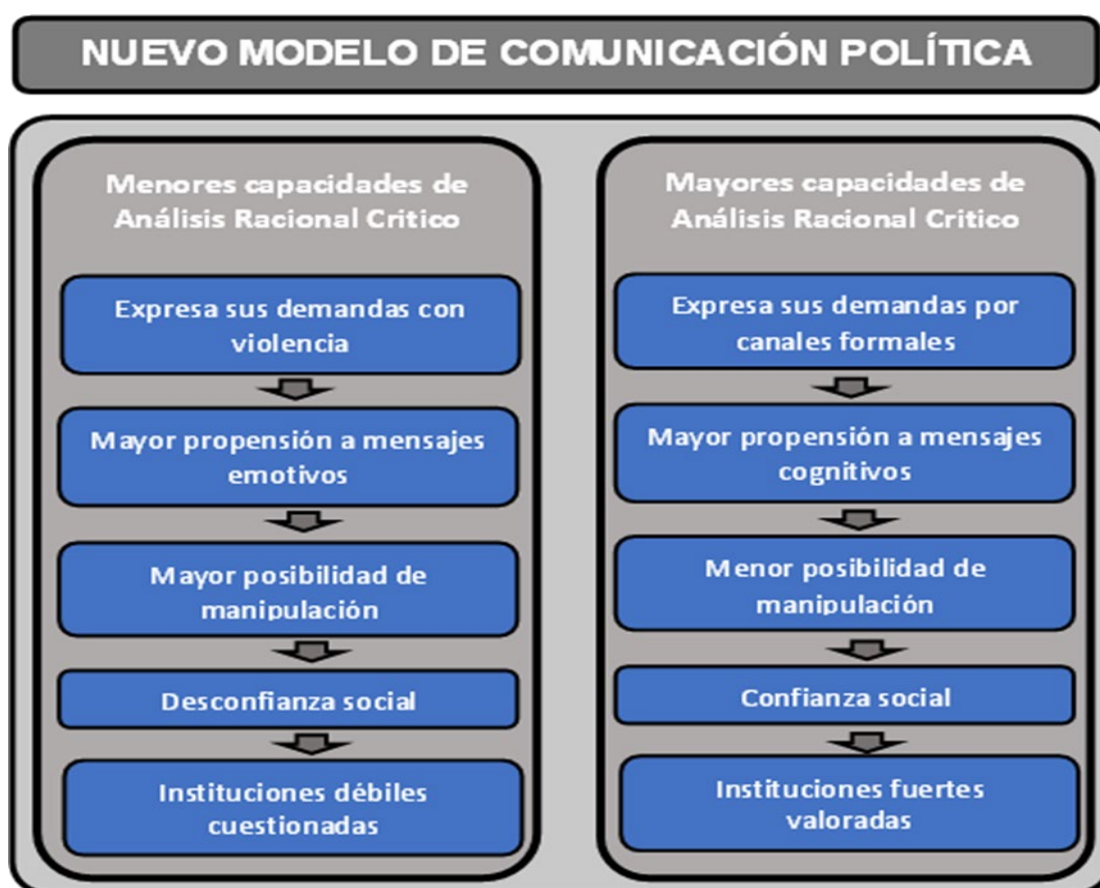 NUEVO MODELO DE COMUNICACIÓN POLÍTICA
Menores capacidades de
Análisis Racional Critico
Expresa sus demandas con
violencia
Mayor propensión a mensajes
emotivos
Mayor posibilidad de
manipulación
Desconfianza social
Instituciones débiles
cuestionadas
Mayores capacidades de
Análisis Racional Critico
Expresa sus demandas por
canales formales
Mayor propensión a mensajes
cognitivos
Menor posibilidad de
manipulación
Confianza social
Instituciones fuertes
valoradas